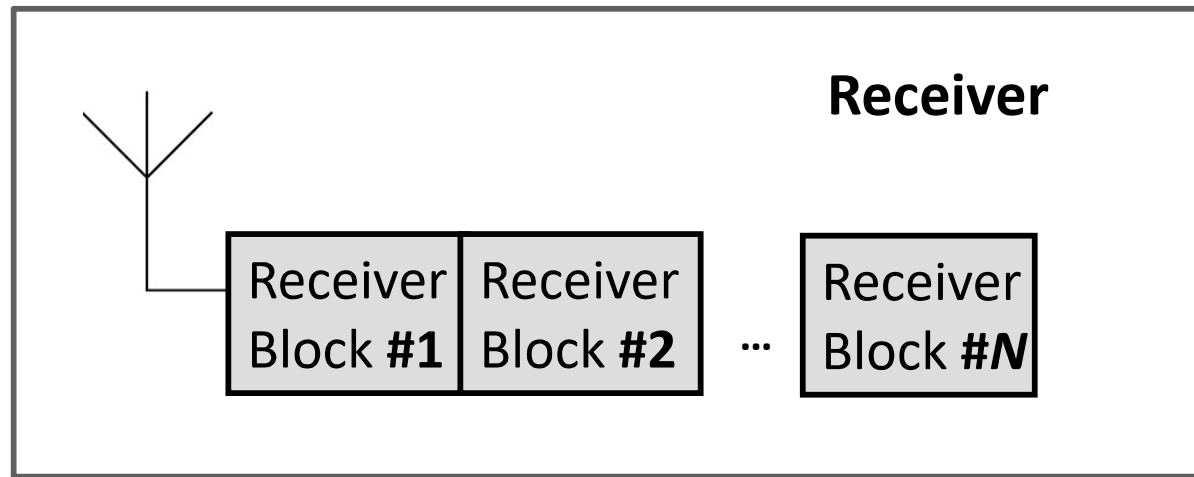 Receiver
Receiver
Block #1
Receiver
Block #2
...
Receiver
Block #N